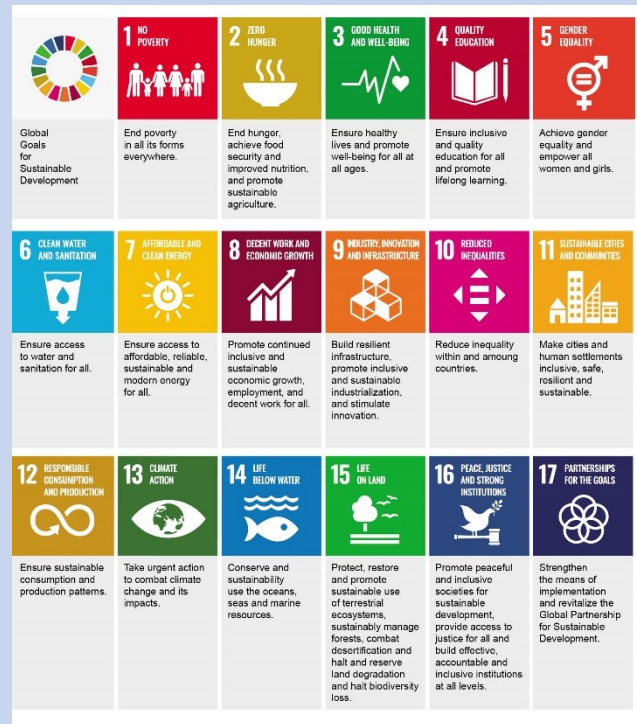 1 NO
POVERTY
2 ZERO
HUNGER
3 GOOD HEALTH
AND WELL-BEING
4 QUALITY
EDUCATION
5 GENDER
EQUALITY
Global
Goals
for
Sustainable
Development
End poverty
in all its forms
everywhere.
End hunger,
achieve food
security and
improved nutrition,
and promote
sustainable
agriculture.
Ensure healthy
lives and promote
well-being for all at
all ages.
Ensure inclusive
and quality
education for all
and promote
lifelong learning.
Achieve gender
equality and
empower all
women and girls.
6 CLEAN WATER
AND SANITATION
7 AFFORDABLE AND
CLEAN ENERGY
8 DECENT WORK AND
ECONOMIC GROWTH
9 INDUSTRY, INNOVATION
AND INFRASTRUCTURE
10 REDUCED
INEQUALITIES
11 SUSTAINABLE CITIES
AND COMMUNITIES
Ensure access
to water and
sanitation for all.
Ensure access to
affordable, reliable,
sustainable and
modern energy
for all.
Promote continued
inclusive and
sustainable
economic growth,
employment, and
decent work for all.
Build resilient
infrastructure,
promote inclusive
and sustainable
industrialization,
and stimulate
innovation.
Reduce inequality
within and amoung
countries.
Make cities and
human settlements
inclusive, safe,
resilient and
sustainable.
12 RESPONSIBLE
CONSUMPTION
AND PRODUCTION
13 CLIMATE
ACTION
14 LIFE
BELOW WATER
15 LIFE
ON LAND
16 PEACE, JUSTICE
AND STRONG
INSTITUTIONS
17 PARTNERSHIPS
FOR THE GOALS
Ensure sustainable
consumption and
production patterns.
Take urgent action
to combat climate
change and its
impacts.
Conserve and
sustainability
use the oceans,
seas and marine
resources.
Protect, restore
and promote
sustainable use
of terrestrial
ecosystems,
sustainably manage
forests, combat
desertification and
halt and reserve
land degradation
and halt biodiversity
loss.
Promote peaceful
and inclusive
societies for
sustainable
development,
provide access to
justice for all and
build effective,
accountable and
inclusive institutions
at all levels.
Strengthen
the means of
implementation
and revitalize the
Global Partnership
for Sustainable
Development.